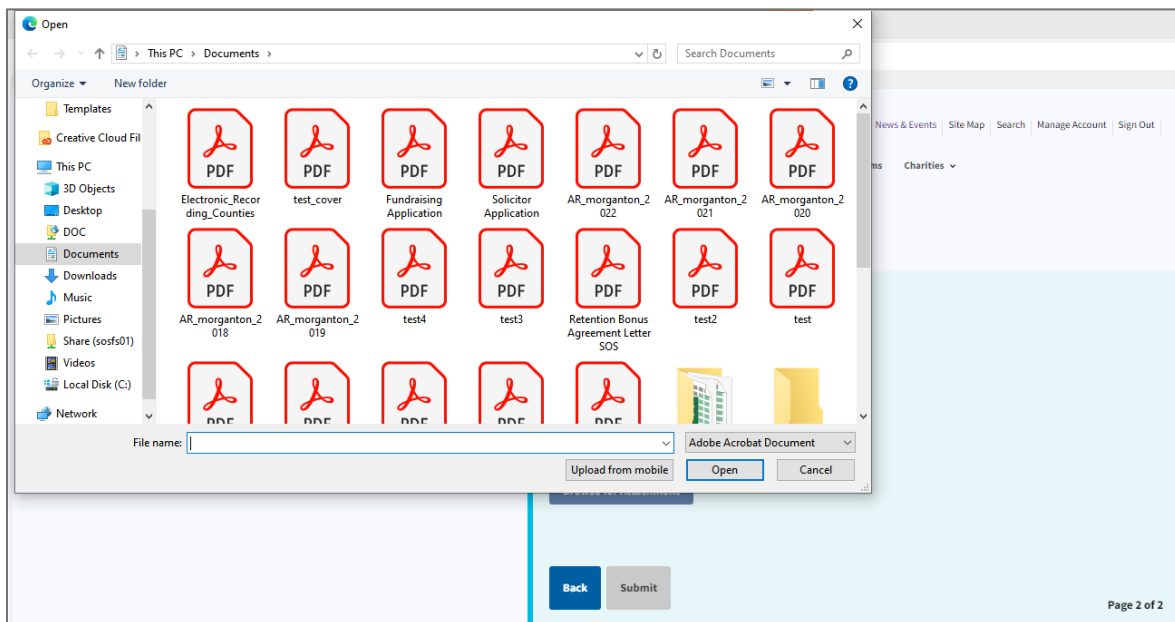 Open
This PC > Documents >
Search Documents
Organize
New folder
Templates
Creative Cloud Fil
This PC
3D Objects
Desktop
DOC
Documents
Downloads
Music
Pictures
Share (sosfs01)
Videos
Local Disk (C:)
Network
PDF PDF PDF PDF PDF PDF PDF
Electronic_Recor
ding_Counties
test_cover
Fundraising
Application
Solicitor
Application
AR_morganton_2
022
AR_morganton_2
021
AR_morganton_2
020
PDF PDF PDF PDF PDF PDF PDF
AR_morganton_2
018
AR_morganton_2
019
test4
test3
Retention Bonus
Agreement Letter
SOS
test2
test
PDF PDF PDF PDF PDF
File name:
Adobe Acrobat Document
Upload from mobile
Open
Cancel
News & Events
Site Map
Search
Manage Account
Sign Out
Charities
Browse for Attachment
Back
Submit
Page 2 of 2